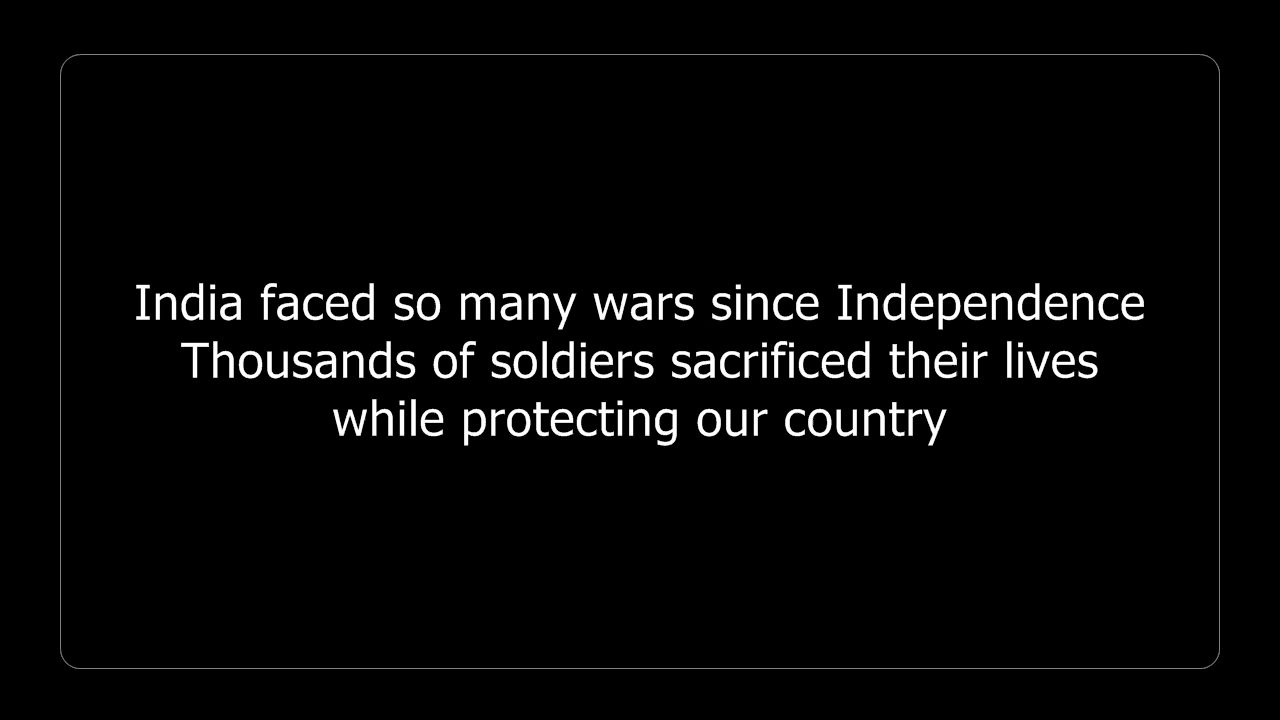 India faced so many wars since Independence
Thousands of soldiers sacrificed their lives
while protecting our country